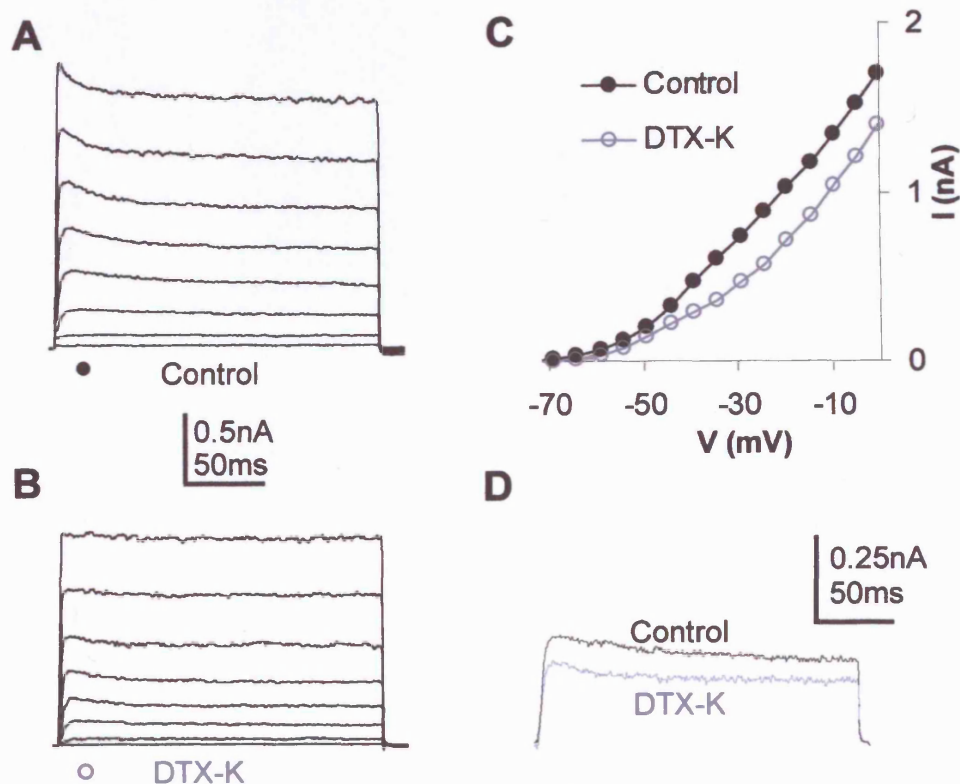 A
Control
0.5nA
50ms
B
DTX-K
C
Control
DTX-K
2
1
0
I (nA)
-70
-50
-30
-10
V (mV)
D
0.25nA
50ms
Control
DTX-K